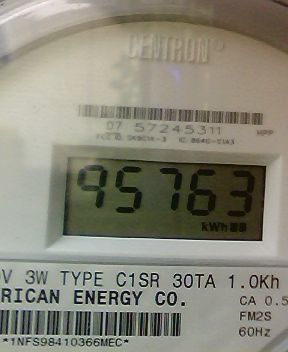 CENTRON®
07 57245311
MPP
95763
kWh
V 3W TYPE C1SR 30TA 1.0Kh
RICAN ENERGY CO.
CA 0.5
FM2S
60Hz
*1NFS98410366MEC*